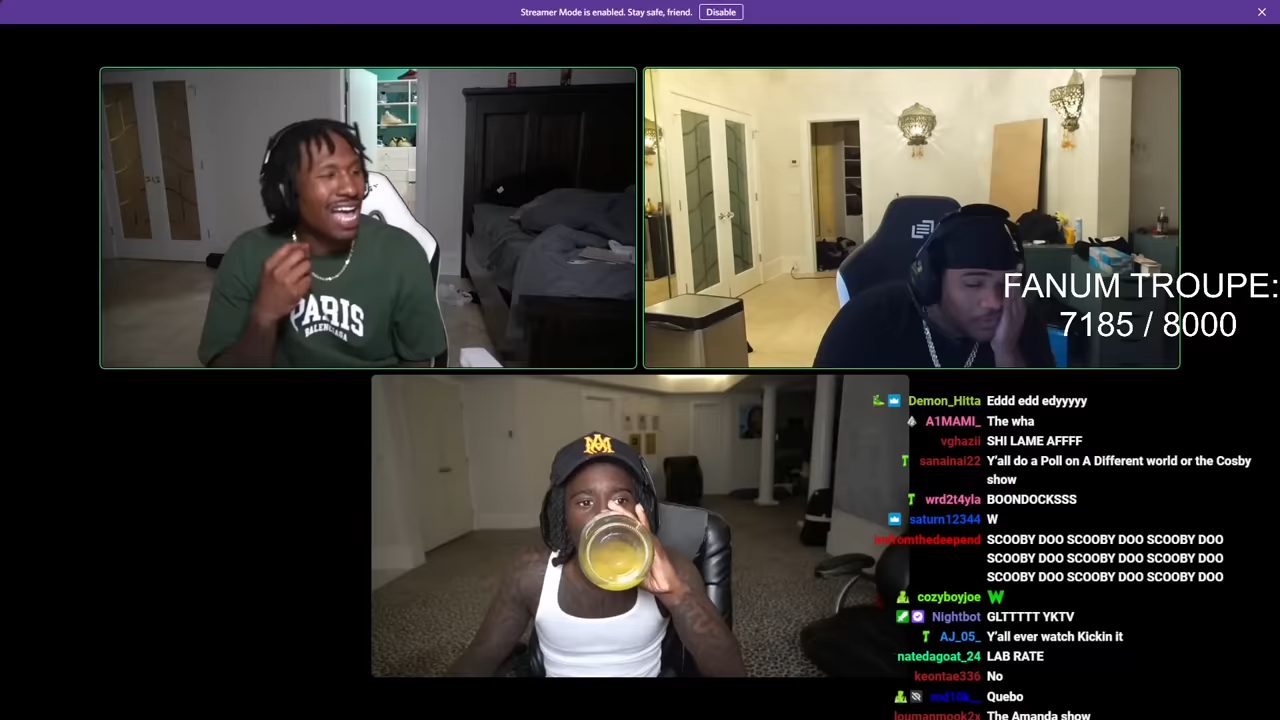 Streamer Mode is enabled. Stay safe, friend. Disable
PARIS
BALENCIAGA
FANUM TROUPE:
7185 / 8000
Demon_Hitta Eddd edd edyyyyy
A1MAMI_ The wha
vghazii SHI LAME AFFFF
sanainai22 Y'all do a Poll on A Different world or the Cosby
show
wrd2t4yla BOONDOCKSSS
saturn12344 W
SCOOBY DOO SCOOBY DOO SCOOBY DOO
SCOOBY DOO SCOOBY DOO SCOOBY DOO
SCOOBY DOO SCOOBY DOO SCOOBY DOO
cozyboyjoe W
Nightbot GLTTTTT YKTV
AJ_05_ Y'all ever watch Kickin it
natedagoat_24 LAB RATE
keontae336 No
Quebo
loumanmook2x The Amanda show